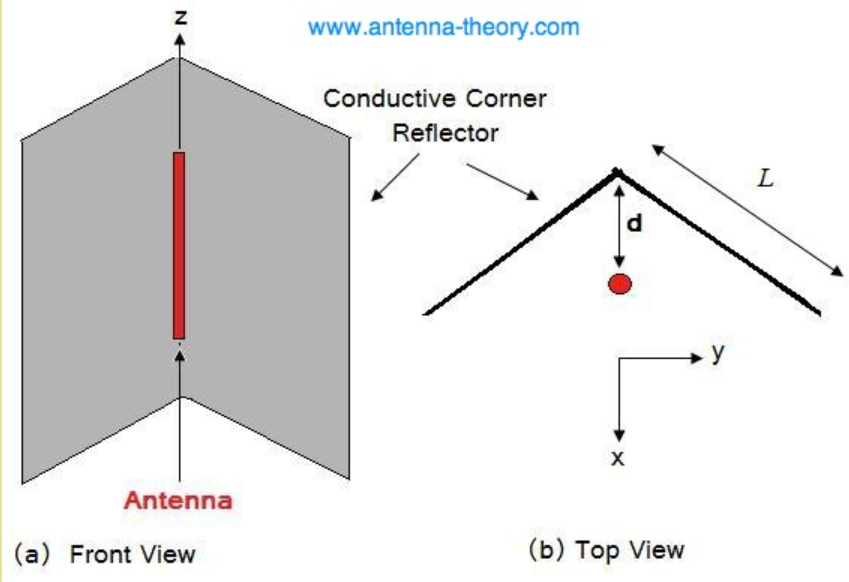 www.antenna-theory.com
z
Conductive Corner
Reflector
L
d
y
x
Antenna
(a) Front View
(b) Top View